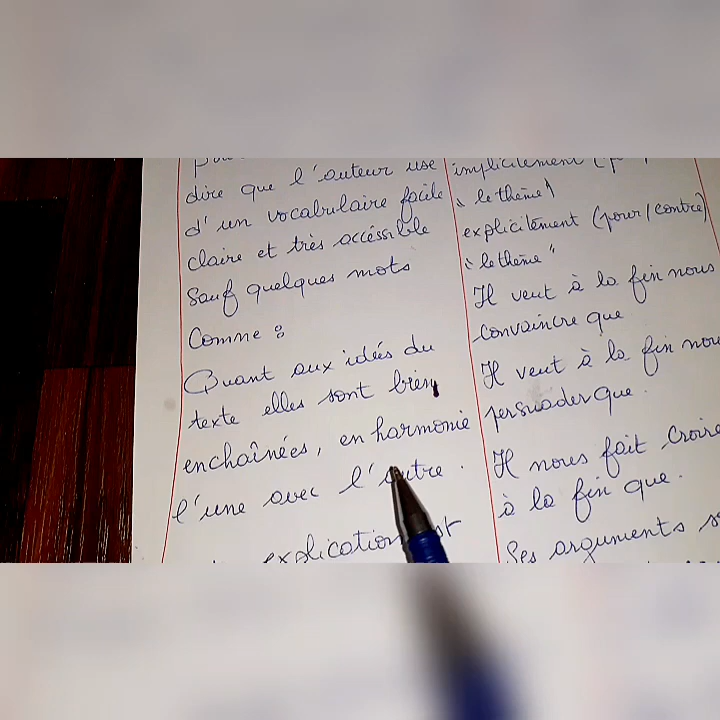 dire que l'auteur use
d'un vocabulaire facile
claire et très accéssible
Sauf quelques mots
Comme :
Quant aux idées du
texte elles sont bien
enchaînées, en harmonie
l'une avec l'autre.
explication
implicitement
"le thème"
explicitement (pour/contre)
"le thème"
Il veut à la fin nous
convaincre que
Il veut à la fin nous
persuader que.
Il nous fait croire
à la fin que.
Ses arguments